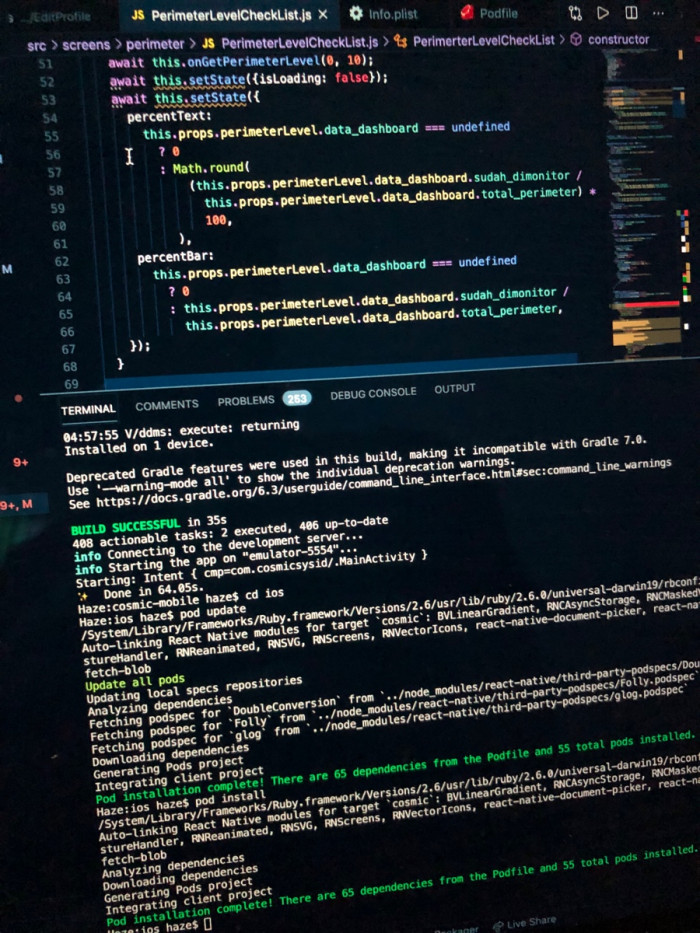 ../EditProfile
JS PerimeterLevelCheckList.js ×
Info.plist
Podfile
src > screens > perimeter > JS PerimeterLevelCheckList.js > PerimerterLevelCheckList > constructor
51 await this.onGetPerimeterLevel(0, 10);
52 await this.setState({isLoading: false});
53 await this.setState({
54 percentText:
55 this.props.perimeterLevel.data_dashboard === undefined
56 ? 0
57 : Math.round(
58 (this.props.perimeterLevel.data_dashboard.sudah_dimonitor /
59 this.props.perimeterLevel.data_dashboard.total_perimeter) *
60 100,
61 ),
62 percentBar:
63 this.props.perimeterLevel.data_dashboard === undefined
64 ? 0
65 : this.props.perimeterLevel.data_dashboard.sudah_dimonitor /
66 this.props.perimeterLevel.data_dashboard.total_perimeter,
67 });
68 }
69
M
9+
9+, M
TERMINAL COMMENTS PROBLEMS 253 DEBUG CONSOLE OUTPUT
04:57:55 V/ddms: execute: returning
Installed on 1 device.
Deprecated Gradle features were used in this build, making it incompatible with Gradle 7.0.
Use '--warning-mode all' to show the individual deprecation warnings.
See https://docs.gradle.org/6.3/userguide/command_line_interface.html#sec:command_line_warnings
BUILD SUCCESSFUL in 35s
408 actionable tasks: 2 executed, 406 up-to-date
info Connecting to the development server...
info Starting the app on "emulator-5554"...
Starting: Intent { cmp=com.cosmicsysid/.MainActivity }
✨ Done in 64.05s.
Haze:cosmic-mobile haze$ cd ios
Haze:ios haze$ pod update
/System/Library/Frameworks/Ruby.framework/Versions/2.6/usr/lib/ruby/2.6.0/universal-darwin19/rbconf
Auto-linking React Native modules for target `cosmic`: BVLinearGradient, RNCAsyncStorage, RNCMasked
stureHandler, RNReanimated, RNSVG, RNScreens, RNVectorIcons, react-native-document-picker, react-n
fetch-blob
Update all pods
Updating local specs repositories
Analyzing dependencies
Fetching podspec for `DoubleConversion` from `../node_modules/react-native/third-party-podspecs/Dou
Fetching podspec for `Folly` from `../node_modules/react-native/third-party-podspecs/Folly.podspec`
Fetching podspec for `glog` from `../node_modules/react-native/third-party-podspecs/glog.podspec`
Downloading dependencies
Generating Pods project
Integrating client project
Pod installation complete! There are 65 dependencies from the Podfile and 55 total pods installed.
Haze:ios haze$ pod install
/System/Library/Frameworks/Ruby.framework/Versions/2.6/usr/lib/ruby/2.6.0/universal-darwin19/rbconf
Auto-linking React Native modules for target `cosmic`: BVLinearGradient, RNCAsyncStorage, RNCMasked
stureHandler, RNReanimated, RNSVG, RNScreens, RNVectorIcons, react-native-document-picker, react-n
fetch-blob
Analyzing dependencies
Downloading dependencies
Generating Pods project
Integrating client project
Pod installation complete! There are 65 dependencies from the Podfile and 55 total pods installed.
Haze:ios haze$
Packager Live Share